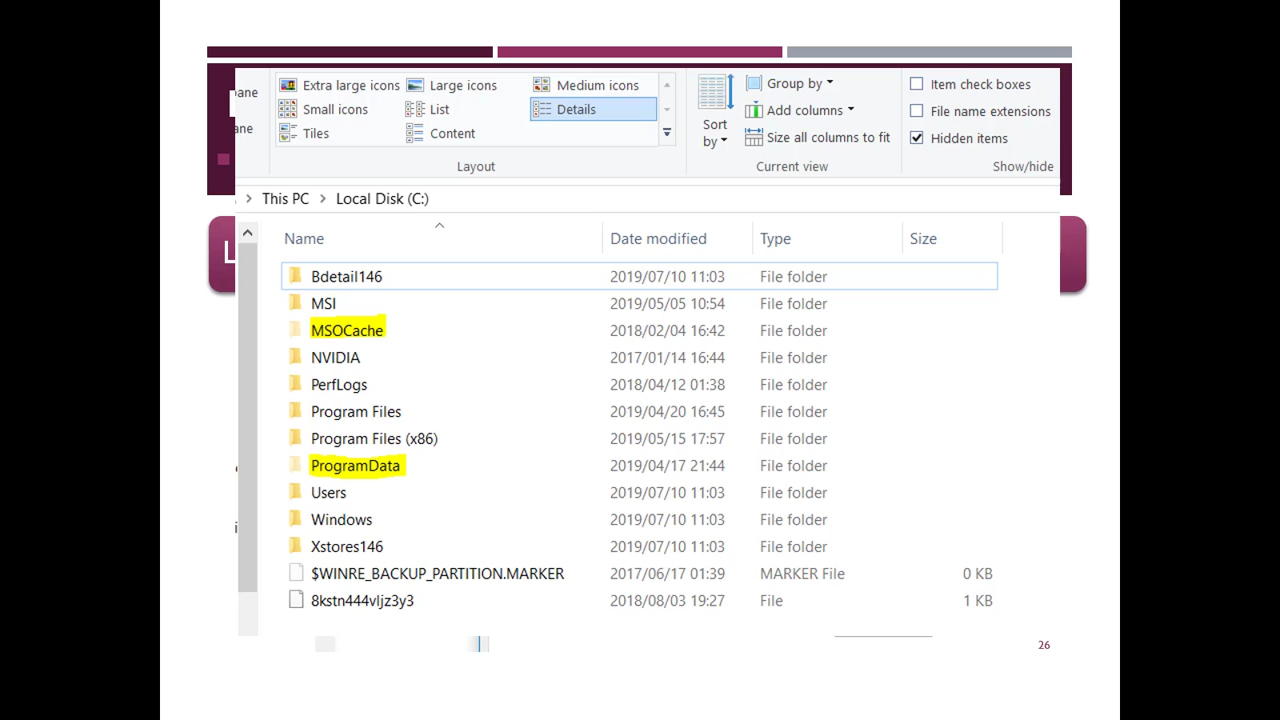 Extra large icons Large icons Medium icons Group by Item check boxes
ane
Small icons List Details Sort by Add columns File name extensions
ane
Tiles Content Size all columns to fit Hidden items
Layout Current view Show/hide
This PC Local Disk (C:)
Name Date modified Type Size
L
Bdetail146 2019/07/10 11:03 File folder
MSI 2019/05/05 10:54 File folder
MSOCache 2018/02/04 16:42 File folder
NVIDIA 2017/01/14 16:44 File folder
PerfLogs 2018/04/12 01:38 File folder
Program Files 2019/04/20 16:45 File folder
Program Files (x86) 2019/05/15 17:57 File folder
ProgramData 2019/04/17 21:44 File folder
Users 2019/07/10 11:03 File folder
Windows 2019/07/10 11:03 File folder
Xstores146 2019/07/10 11:03 File folder
$WINRE_BACKUP_PARTITION.MARKER 2017/06/17 01:39 MARKER File 0 KB
8kstn444vljz3y3 2018/08/03 19:27 File 1 KB
26